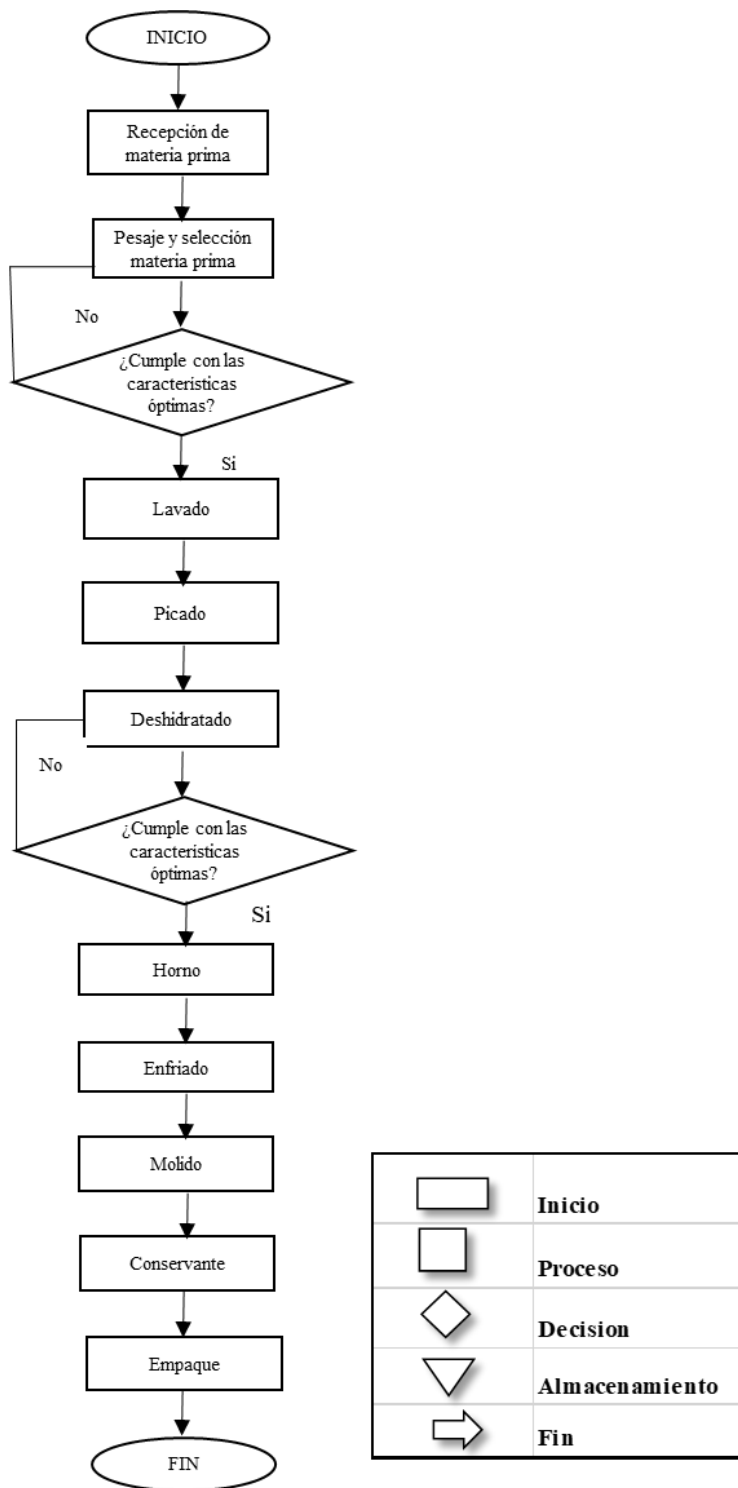 INICIO
Recepción de
materia prima
Pesaje y selección
materia prima
No
¿Cumple con las
características
óptimas?
Si
Lavado
Picado
Deshidratado
No
¿Cumple con las
características
óptimas?
Si
Horno
Enfriado
Molido
Conservante
Empaque
FIN
Inicio
Proceso
Decision
Almacenamiento
Fin